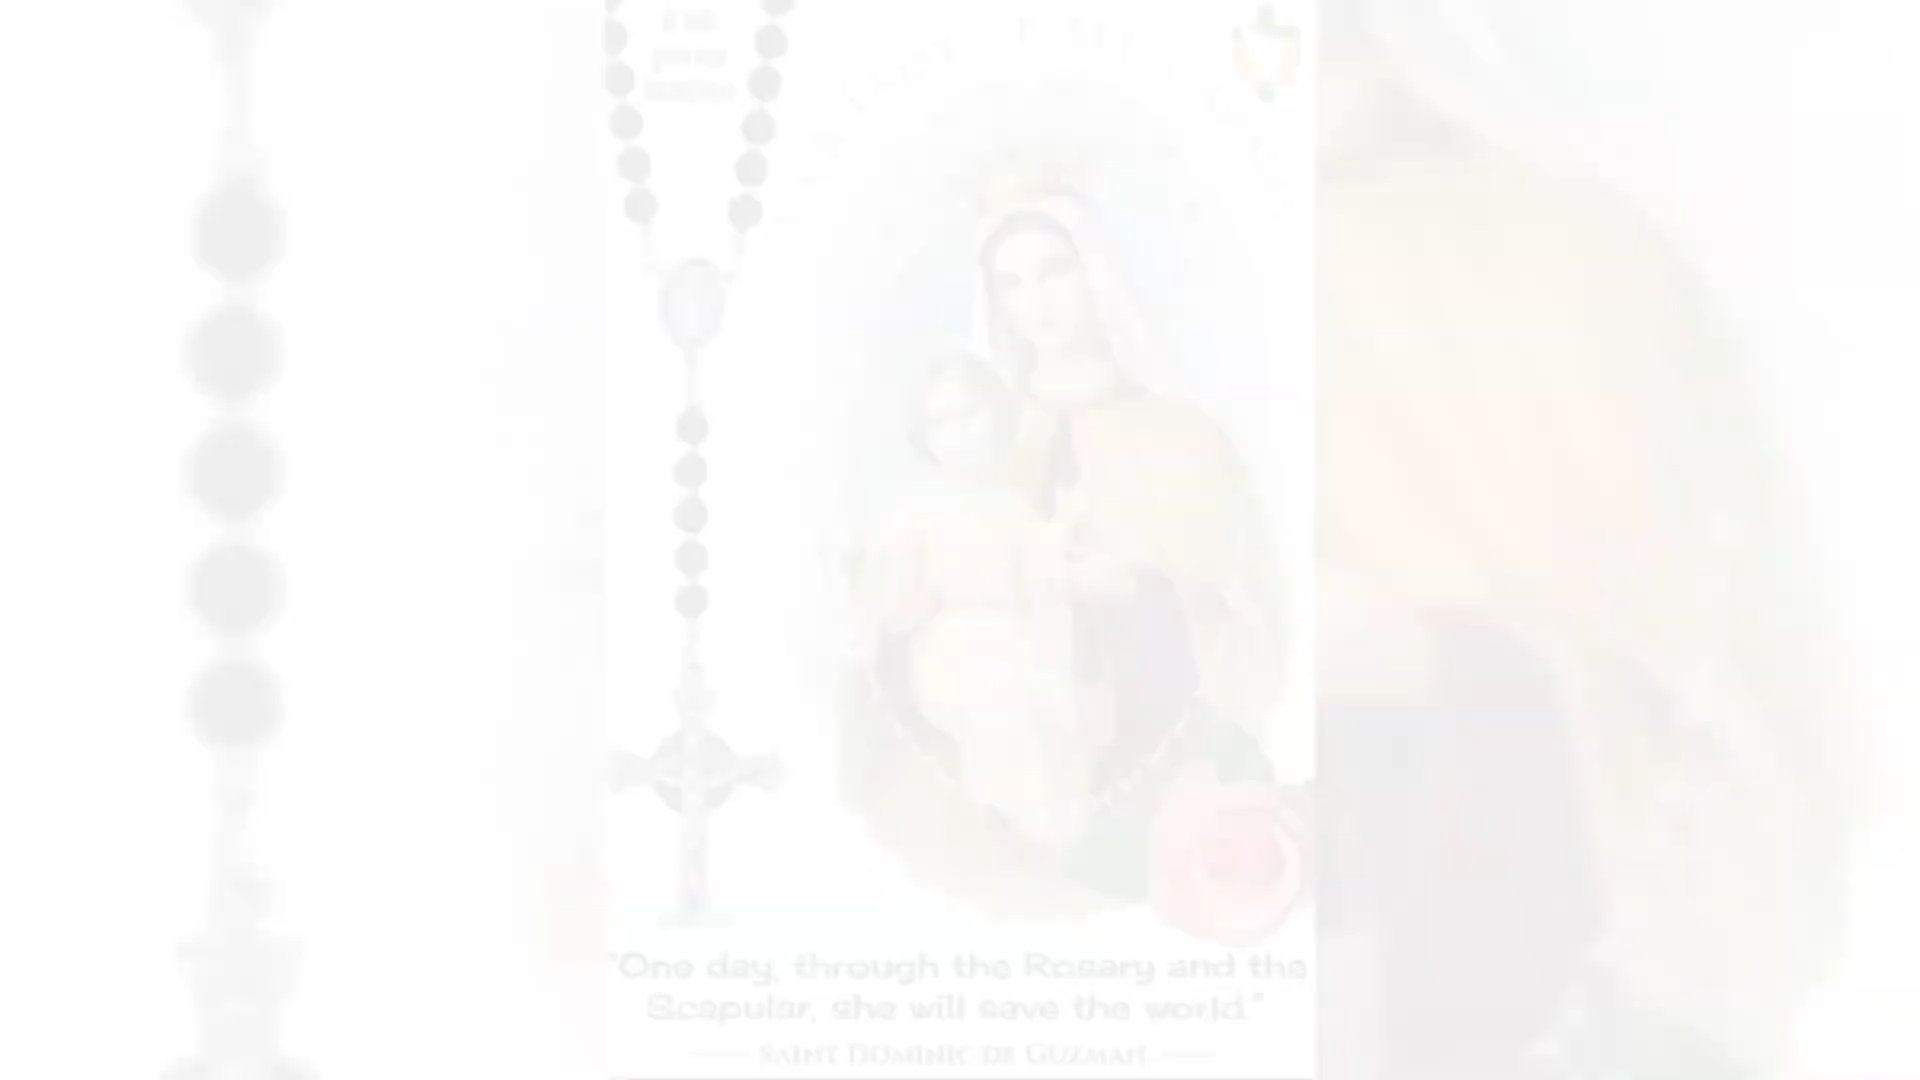 "One day, through the Rosary and the
Scapular, she will save the world."
SAINT DOMINIC DE GUZMAN